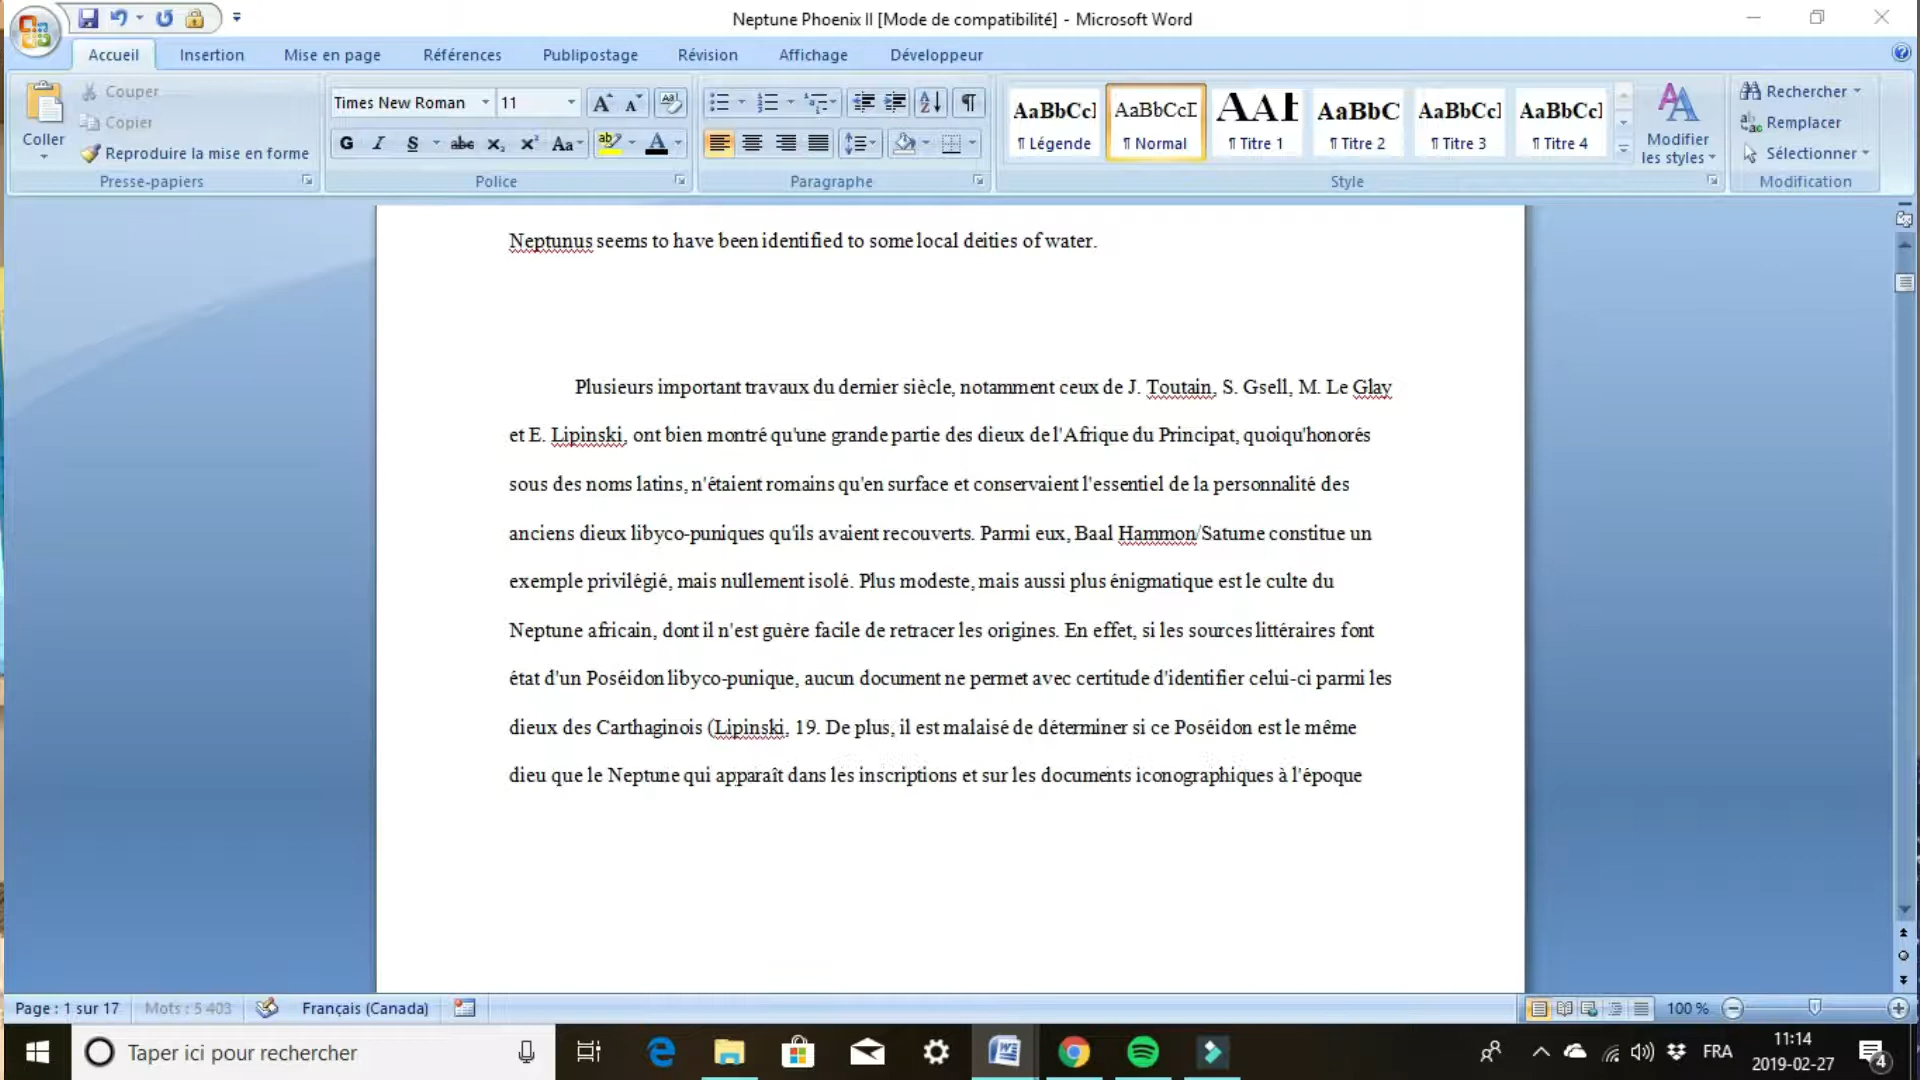 Neptune Phoenix II [Mode de compatibilité] - Microsoft Word
Accueil Insertion Mise en page Références Publipostage Révision Affichage Développeur
Coller
Couper
Copier
Reproduire la mise en forme
Presse-papiers
Times New Roman 11
G I S abc X₂ X² Aa ab A
Police
Paragraphe
AaBbCcI AaBbCcD AAI AaBbC AaBbCcI AaBbCcI
¶ Légende ¶ Normal ¶ Titre 1 ¶ Titre 2 ¶ Titre 3 ¶ Titre 4
Modifier
les styles
Style
Rechercher
Remplacer
Sélectionner
Modification
Neptunus seems to have been identified to some local deities of water.
Plusieurs important travaux du dernier siècle, notamment ceux de J. Toutain, S. Gsell, M. Le Glay
et E. Lipinski, ont bien montré qu'une grande partie des dieux de l'Afrique du Principat, quoiqu'honorés
sous des noms latins, n'étaient romains qu'en surface et conservaient l'essentiel de la personnalité des
anciens dieux libyco-puniques qu'ils avaient recouverts. Parmi eux, Baal Hammon/Saturne constitue un
exemple privilégié, mais nullement isolé. Plus modeste, mais aussi plus énigmatique est le culte du
Neptune africain, dont il n'est guère facile de retracer les origines. En effet, si les sources littéraires font
état d'un Poséidon libyco-punique, aucun document ne permet avec certitude d'identifier celui-ci parmi les
dieux des Carthaginois (Lipinski, 19. De plus, il est malaisé de déterminer si ce Poséidon est le même
dieu que le Neptune qui apparaît dans les inscriptions et sur les documents iconographiques à l'époque
Page : 1 sur 17 Mots : 5 403 Français (Canada) 100 %
Taper ici pour rechercher
FRA
11:14
2019-02-27
4